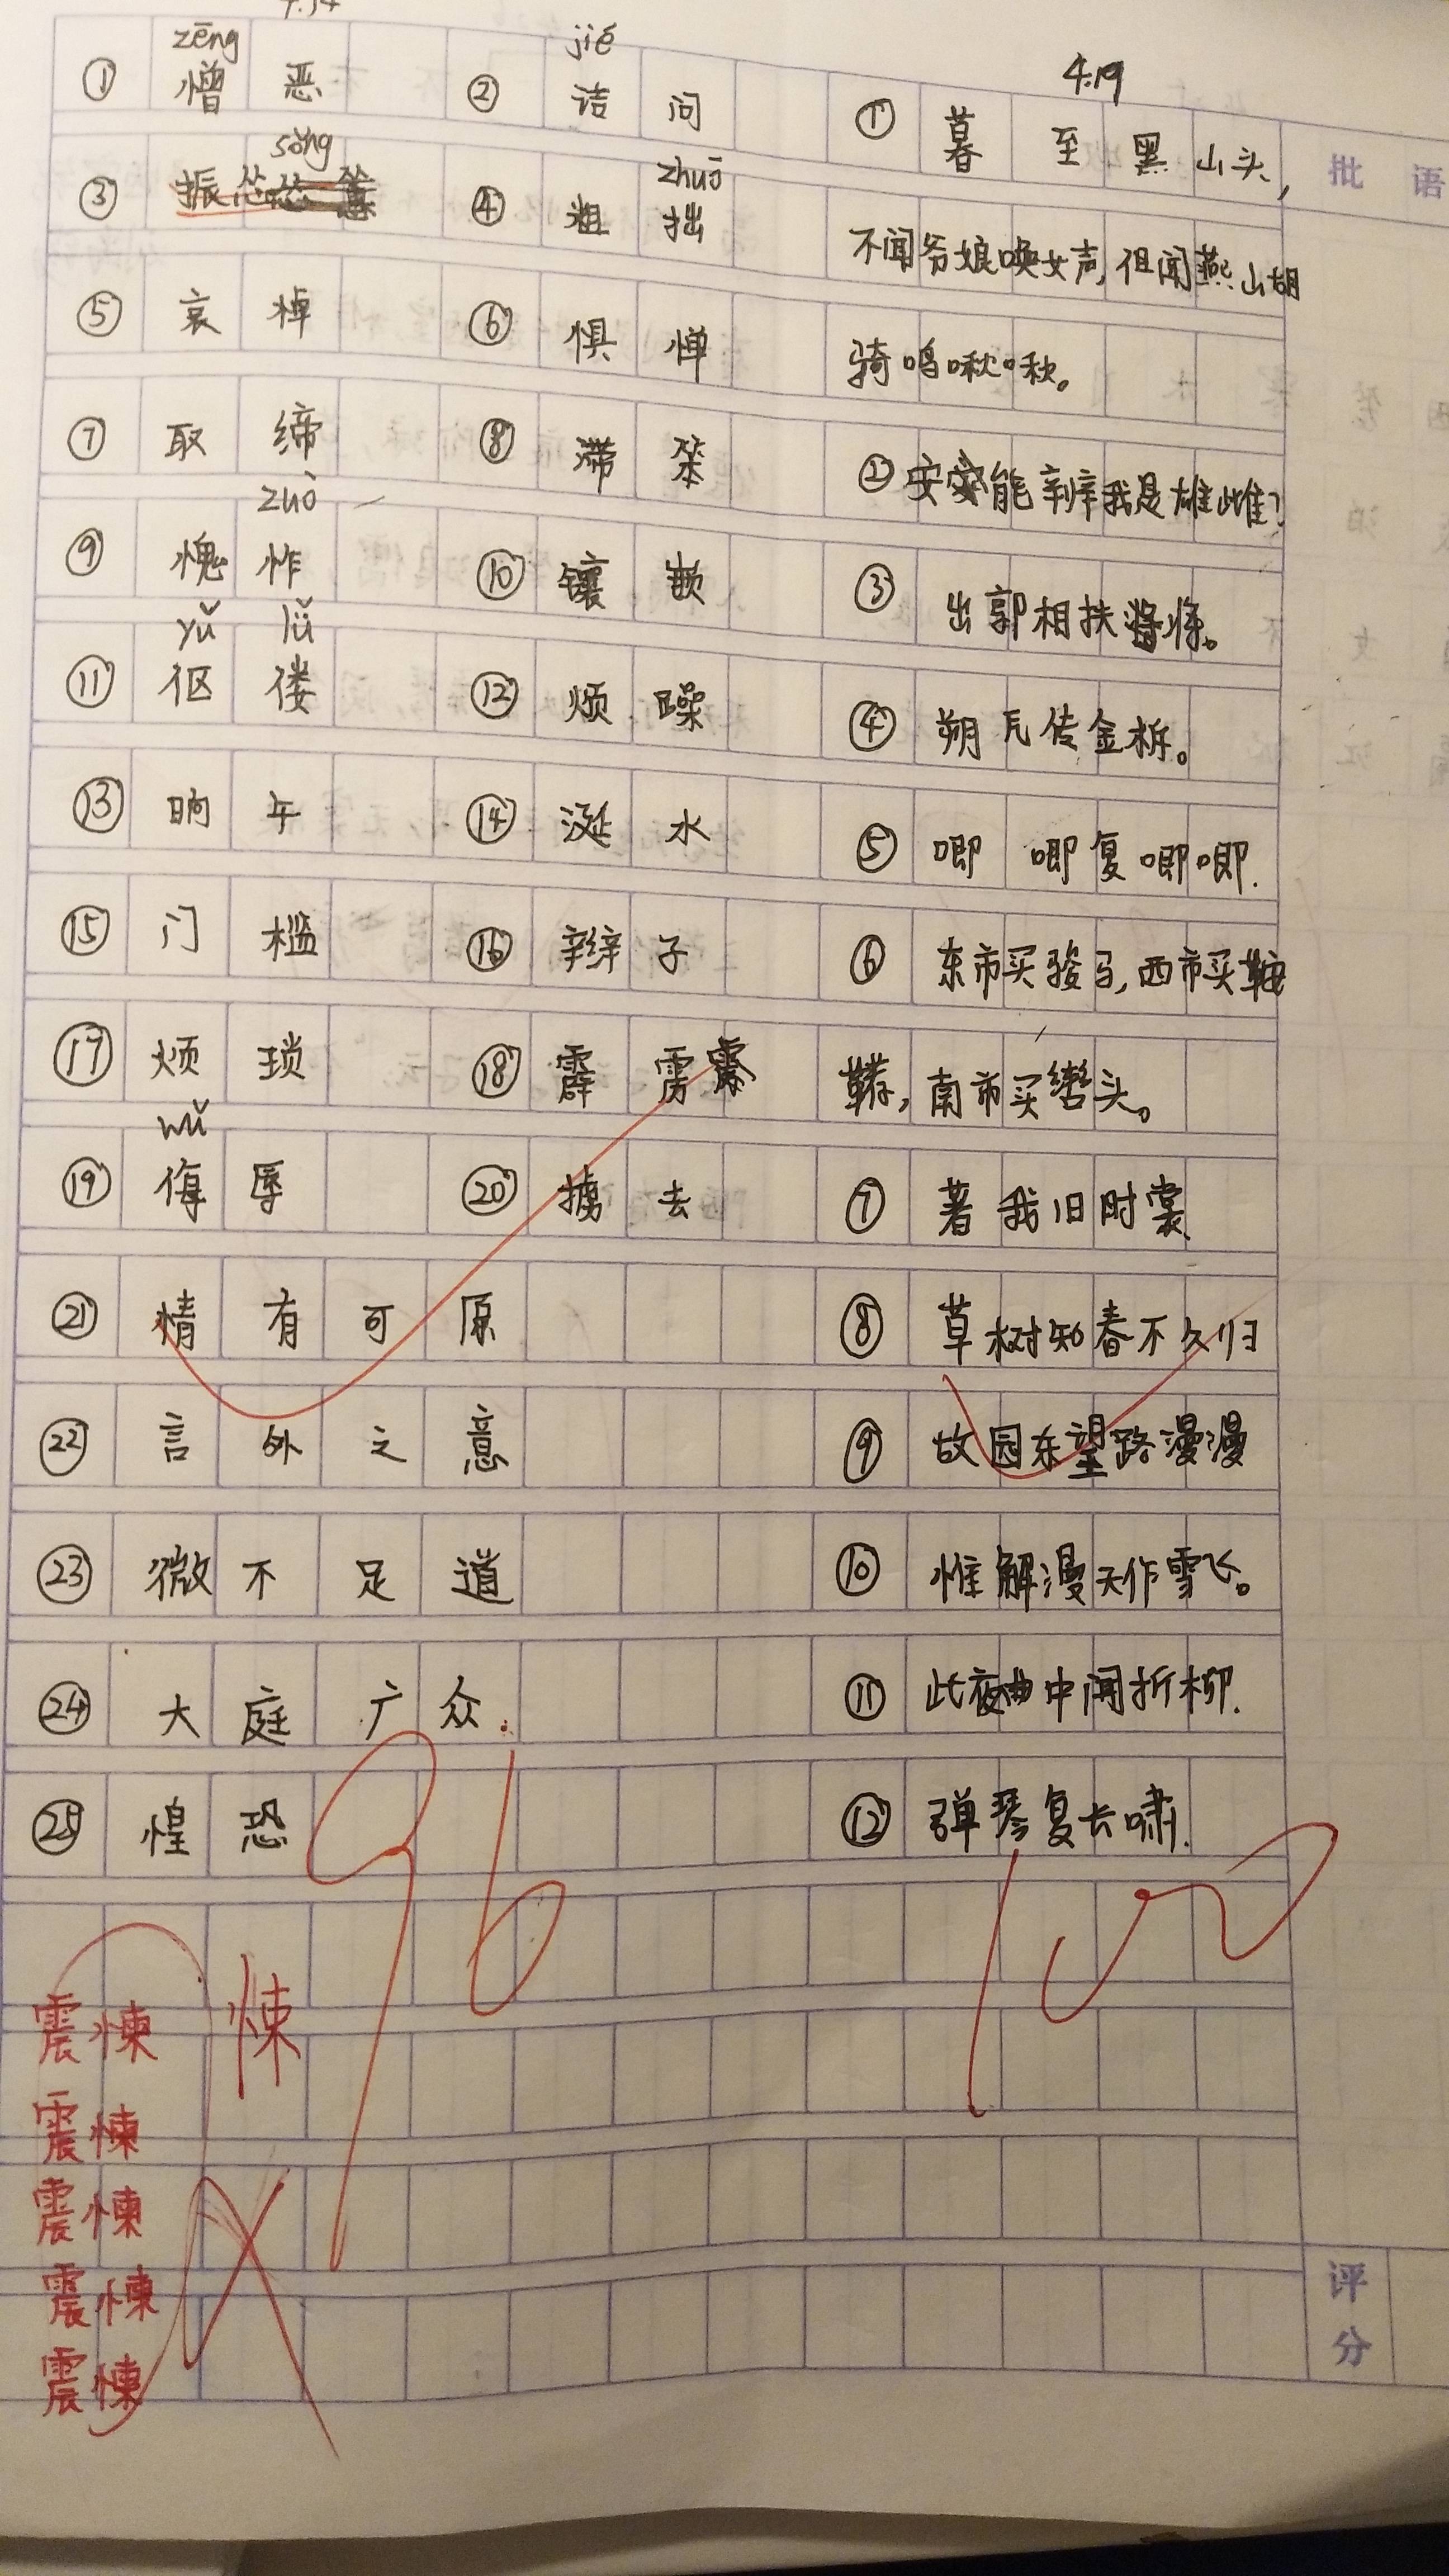 zēng jié
① 憎恶 ② 诘问
sǒng zhuō
③ 振怂 ④ 粗拙
⑤ 哀悼 ⑥ 惧惮
⑦ 取缔 ⑧ 滞笨
zuò
⑨ 愧怍 ⑩ 镶嵌
yǔ lǚ
⑪ 伛偻 ⑫ 烦躁
⑬ 晌午 ⑭ 涎水
⑮ 门槛 ⑯ 辫子
⑰ 烦琐 ⑱ 霹雳
wǔ
⑲ 侮辱 ⑳ 掳去
㉑ 情有可原
㉒ 言外之意
㉓ 微不足道
㉔ 大庭广众.
㉕ 惶恐
96
震悚 悚
震悚
震悚
震悚
震悚
4.19
① 暮至黑山头,
不闻爷娘唤女声,但闻燕山胡
骑鸣啾啾。
② 安能辨我是雄雌?
③ 出郭相扶将。
④ 朔气传金柝。
⑤ 唧唧复唧唧.
⑥ 东市买骏马,西市买鞍
鞯,南市买辔头。
⑦ 著我旧时裳
⑧ 草树知春不久归
⑨ 故园东望路漫漫
⑩ 惟解漫天作雪飞。
⑪ 此夜曲中闻折柳.
⑫ 弹琴复长啸.
100
批语
评
分